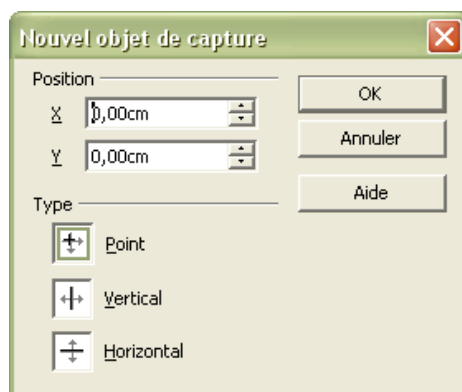 Nouvel objet de capture
Position
X 0,00cm
Y 0,00cm
OK
Annuler
Aide
Type
Point
Vertical
Horizontal